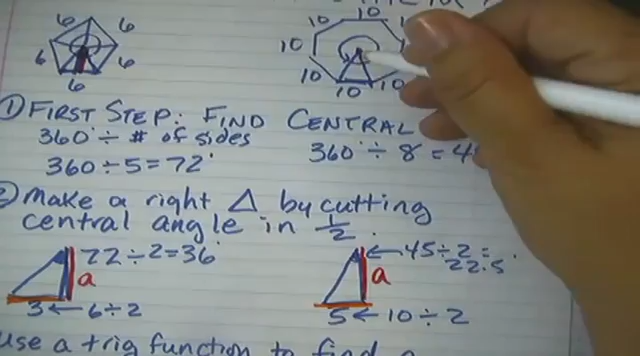 6 6 10 10
6 6 10 10
6 10 10
10
① FIRST STEP: FIND CENTRAL
360° ÷ # of sides
360 ÷ 5 = 72° 360° ÷ 8 =
② Make a right △ by cutting
central angle in 1/2.
72 ÷ 2 = 36° ← 45 ÷ 2 =
22.5°
a a
3 ← 6 ÷ 2 5 ← 10 ÷ 2
use a trig function to find a